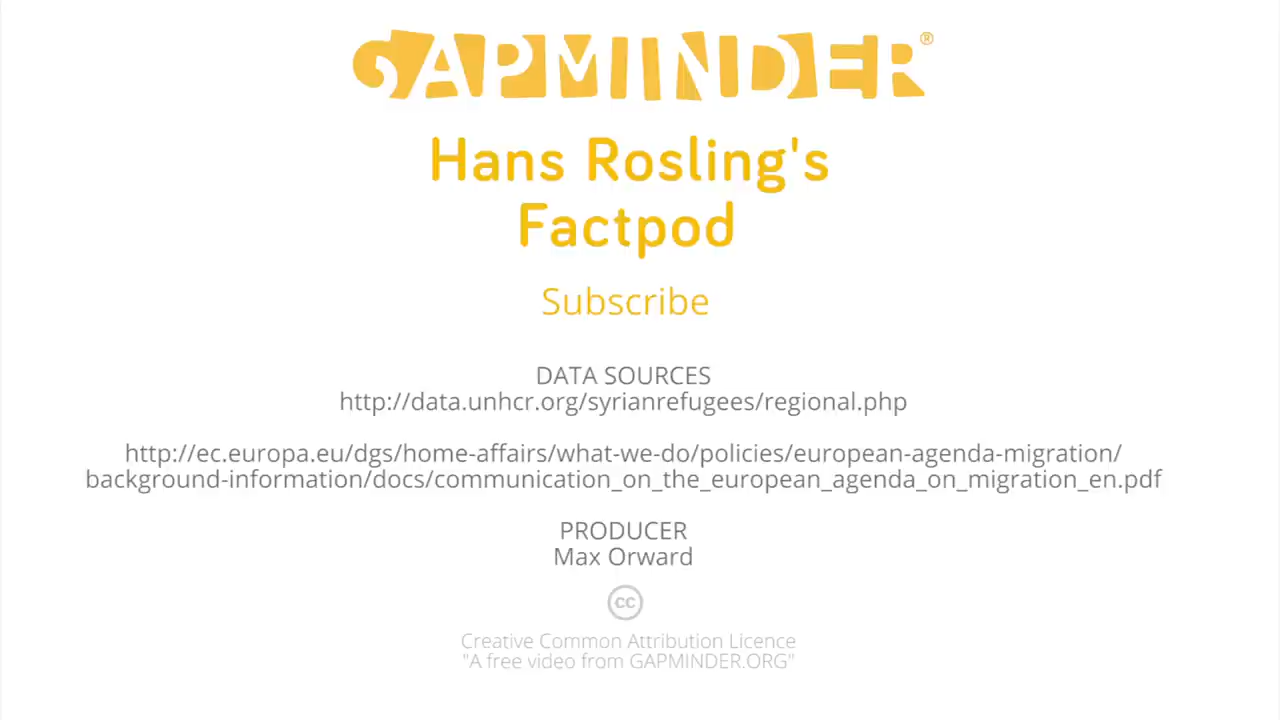 GAPMINDER®
Hans Rosling's
Factpod
Subscribe
DATA SOURCES
http://data.unhcr.org/syrianrefugees/regional.php
http://ec.europa.eu/dgs/home-affairs/what-we-do/policies/european-agenda-migration/
background-information/docs/communication_on_the_european_agenda_on_migration_en.pdf
PRODUCER
Max Orward
cc
Creative Common Attribution Licence
"A free video from GAPMINDER.ORG"